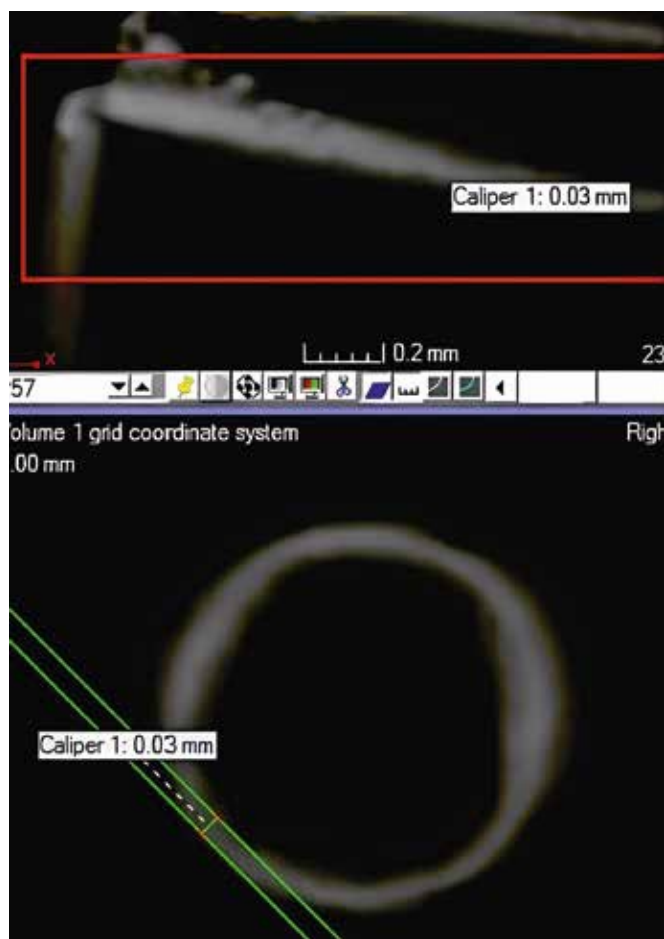 Caliper 1: 0.03 mm
x
0.2 mm
23
57
olume 1 grid coordinate system
Righ
.00 mm
Caliper 1: 0.03 mm